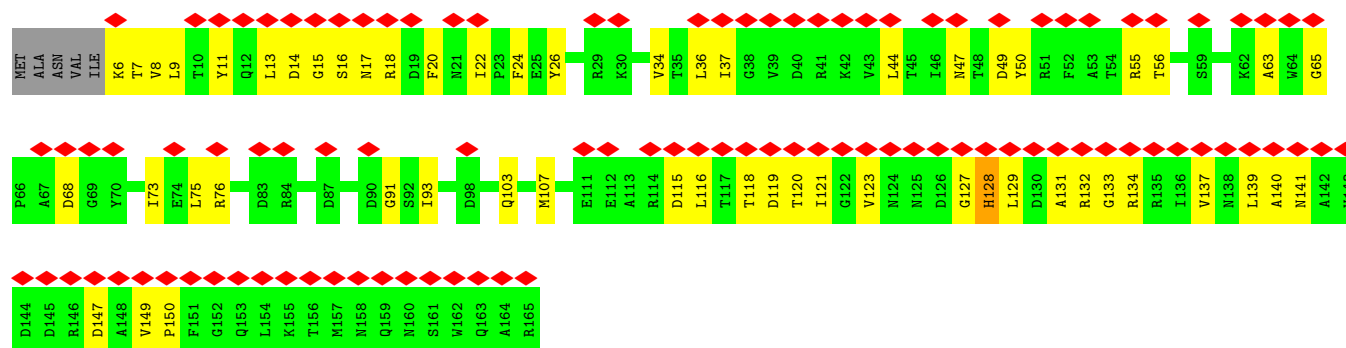 MET ALA ASN VAL ILE K6 T7 V8 L9 T10 Y11 Q12 L13 D14 G15 S16 N17 R18 D19 F20 N21 I22 P23 F24 E25 Y26 R29 K30 V34 T35 L36 I37 G38 V39 D40 R41 K42 V43 L44 T45 I46 N47 T48 D49 Y50 R51 F52 A53 T54 R55 T56 S59 K62 A63 W64 G65
P66 A67 D68 G69 Y70 I73 E74 L75 R76 D83 R84 D87 D90 G91 S92 I93 D98 Q103 M107 E111 E112 A113 R114 D115 L116 T117 T118 D119 T120 I121 G122 V123 N124 N125 D126 G127 H128 L129 D130 A131 R132 G133 R134 R135 I136 V137 N138 L139 A140 N141 A142
D144 D145 R146 D147 A148 V149 P150 F151 G152 Q153 L154 K155 T156 M157 N158 Q159 N160 S161 W162 Q163 A164 R165